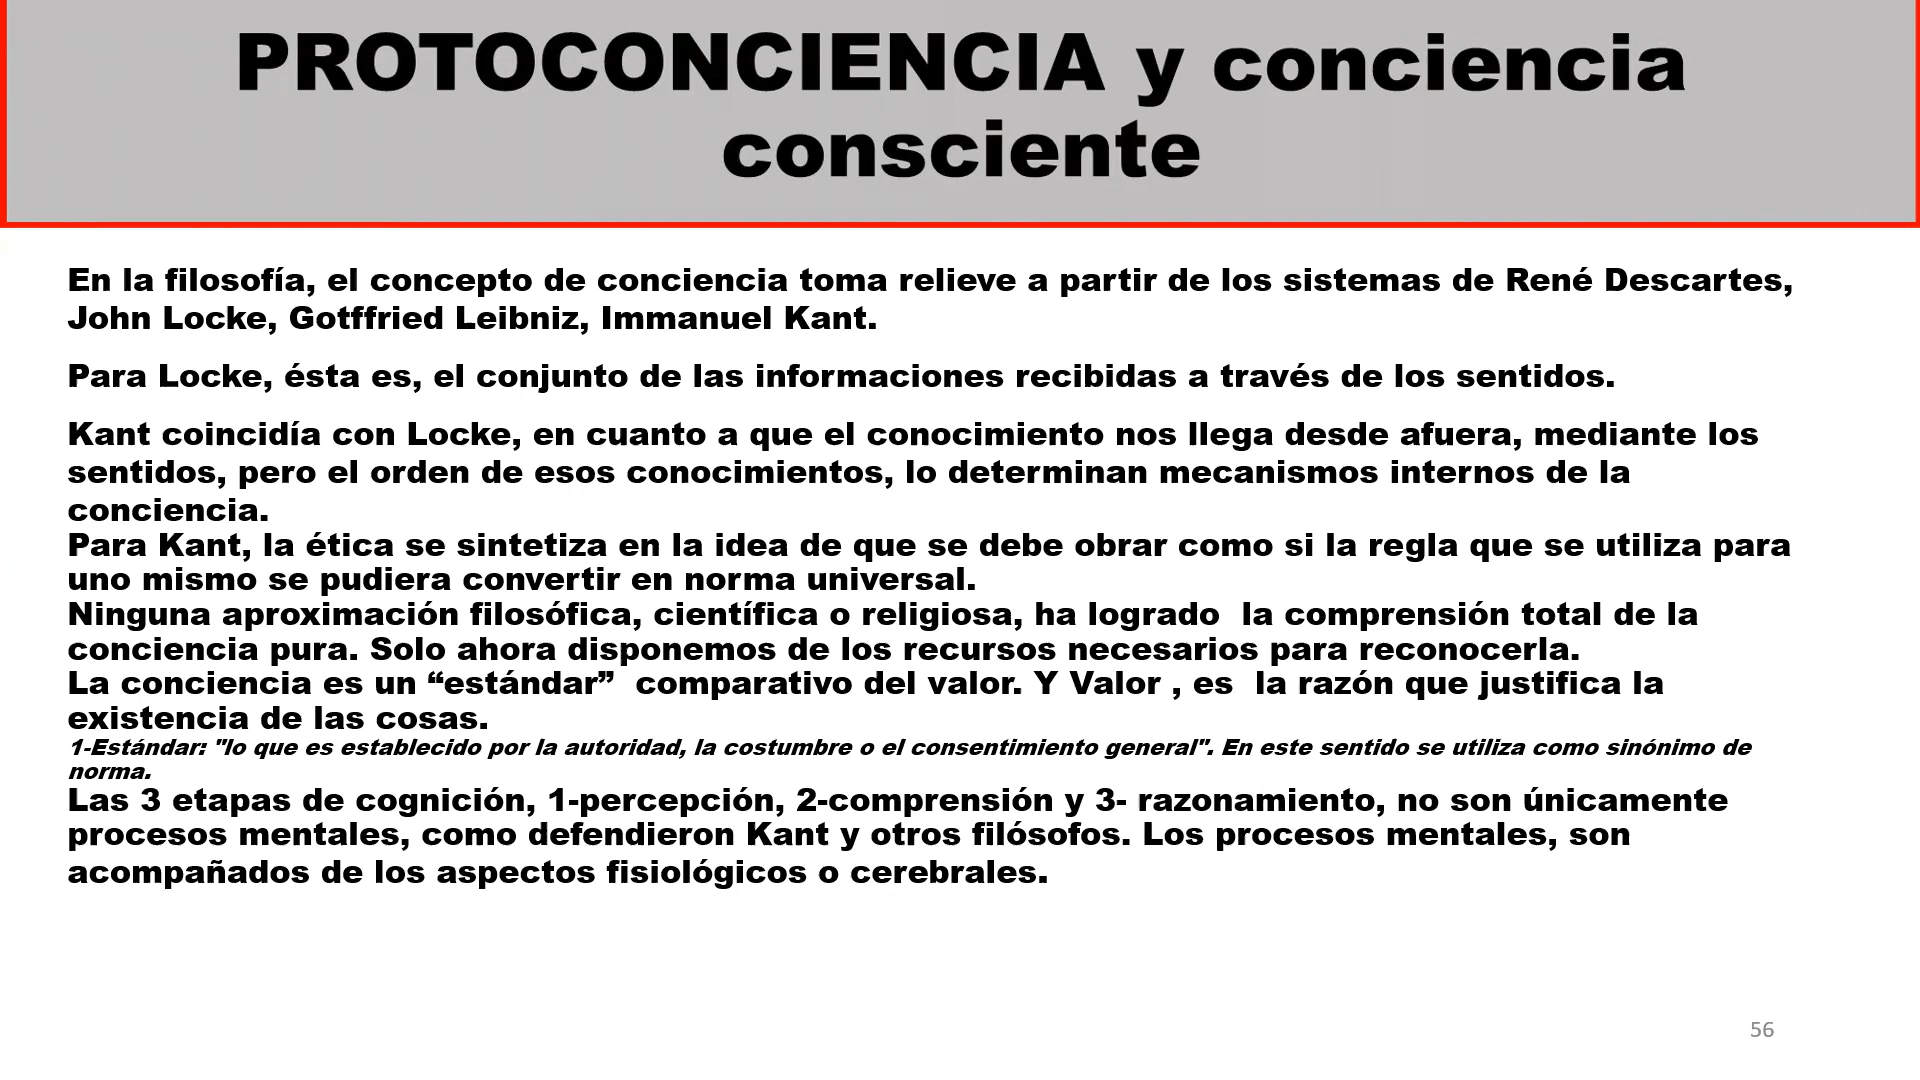 PROTOCONCIENCIA y conciencia
consciente
En la filosofía, el concepto de conciencia toma relieve a partir de los sistemas de René Descartes,
John Locke, Gotffried Leibniz, Immanuel Kant.
Para Locke, ésta es, el conjunto de las informaciones recibidas a través de los sentidos.
Kant coincidía con Locke, en cuanto a que el conocimiento nos llega desde afuera, mediante los
sentidos, pero el orden de esos conocimientos, lo determinan mecanismos internos de la
conciencia.
Para Kant, la ética se sintetiza en la idea de que se debe obrar como si la regla que se utiliza para
uno mismo se pudiera convertir en norma universal.
Ninguna aproximación filosófica, científica o religiosa, ha logrado  la comprensión total de la
conciencia pura. Solo ahora disponemos de los recursos necesarios para reconocerla.
La conciencia es un “estándar”  comparativo del valor. Y Valor , es  la razón que justifica la
existencia de las cosas.
1-Estándar: "lo que es establecido por la autoridad, la costumbre o el consentimiento general". En este sentido se utiliza como sinónimo de
norma.
Las 3 etapas de cognición, 1-percepción, 2-comprensión y 3- razonamiento, no son únicamente
procesos mentales, como defendieron Kant y otros filósofos. Los procesos mentales, son
acompañados de los aspectos fisiológicos o cerebrales.
56